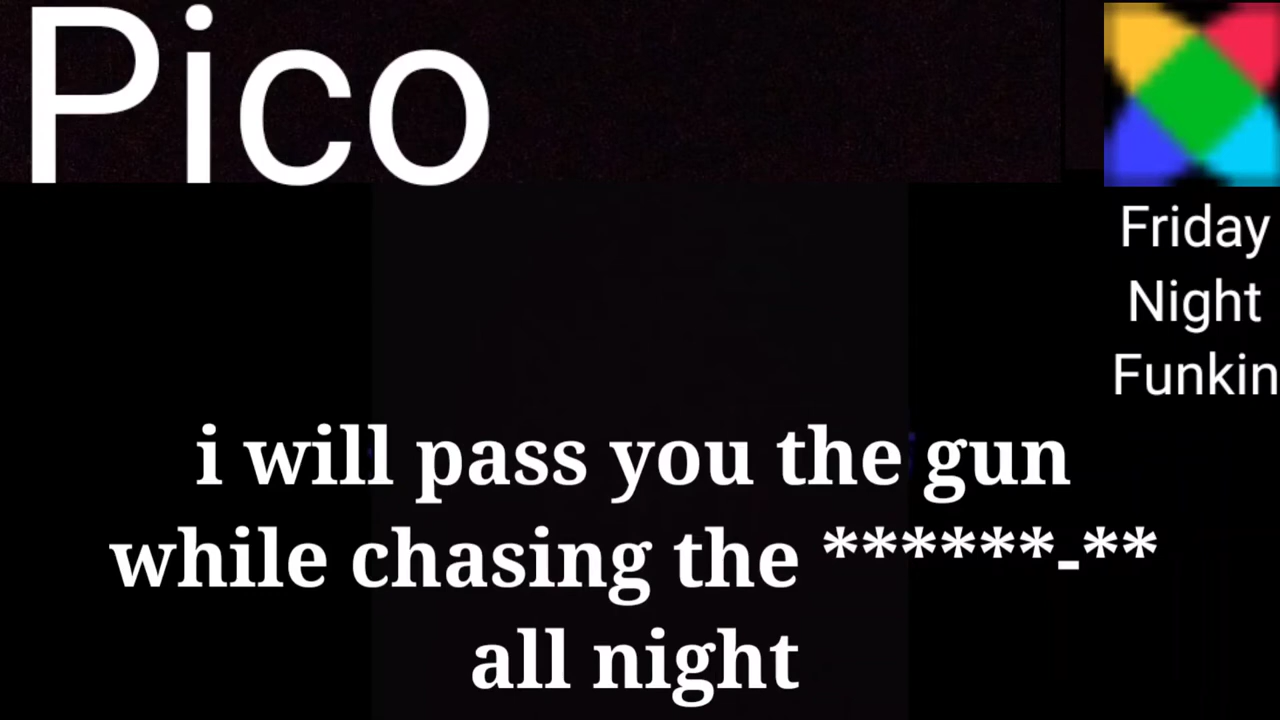 Pico
Friday
Night
Funkin
i will pass you the gun
while chasing the ******-**
all night